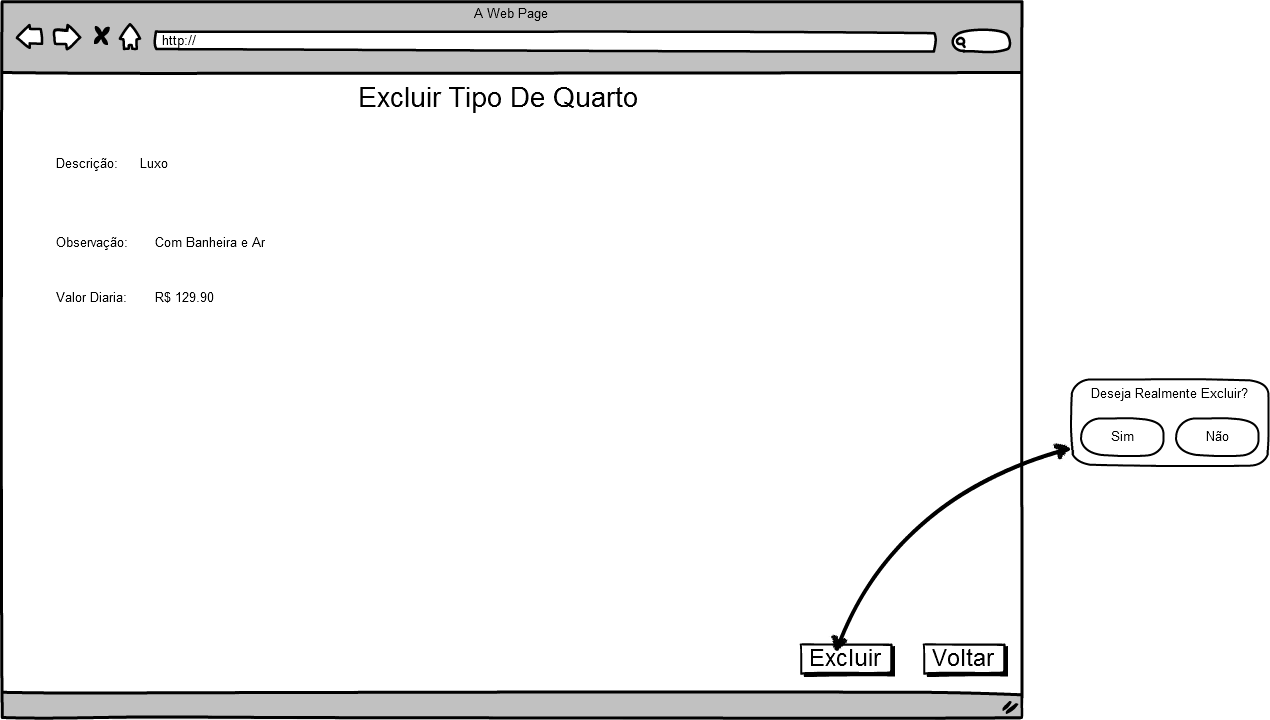 A Web Page
http://
Excluir Tipo De Quarto
Descrição: Luxo
Observação: Com Banheira e Ar
Valor Diaria: R$ 129.90
Deseja Realmente Excluir?
Sim Não
Excluir Voltar